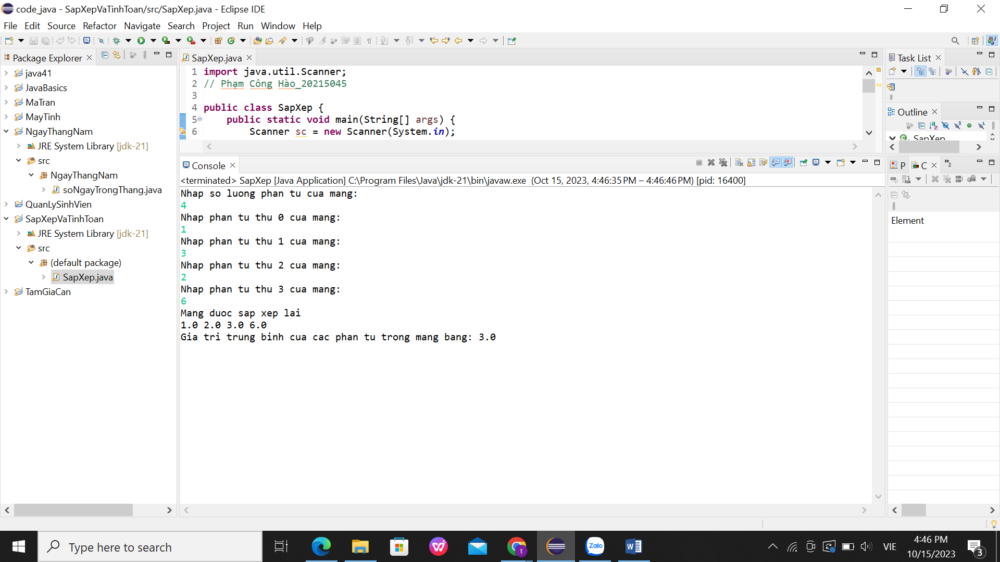 code_java - SapXepVaTinhToan/src/SapXep.java - Eclipse IDE
File Edit Source Refactor Navigate Search Project Run Window Help
Package Explorer
java41
JavaBasics
MaTran
MayTinh
NgayThangNam
JRE System Library [jdk-21]
src
NgayThangNam
soNgayTrongThang.java
QuanLySinhVien
SapXepVaTinhToan
JRE System Library [jdk-21]
src
(default package)
SapXep.java
TamGiaCan
SapXep.java
1 import java.util.Scanner;
2 // Phạm Công Hào_20215045
3
4 public class SapXep {
5 public static void main(String[] args) {
6 Scanner sc = new Scanner(System.in);
Console
<terminated> SapXep [Java Application] C:\Program Files\Java\jdk-21\bin\javaw.exe (Oct 15, 2023, 4:46:35 PM – 4:46:46 PM) [pid: 16400]
Nhap so luong phan tu cua mang:
4
Nhap phan tu thu 0 cua mang:
1
Nhap phan tu thu 1 cua mang:
3
Nhap phan tu thu 2 cua mang:
2
Nhap phan tu thu 3 cua mang:
6
Mang duoc sap xep lai
1.0 2.0 3.0 6.0
Gia tri trung binh cua cac phan tu trong mang bang: 3.0
Task List
Outline
SapXep
P C »2
Element
Type here to search
Zalo
VIE
4:46 PM
10/15/2023
3